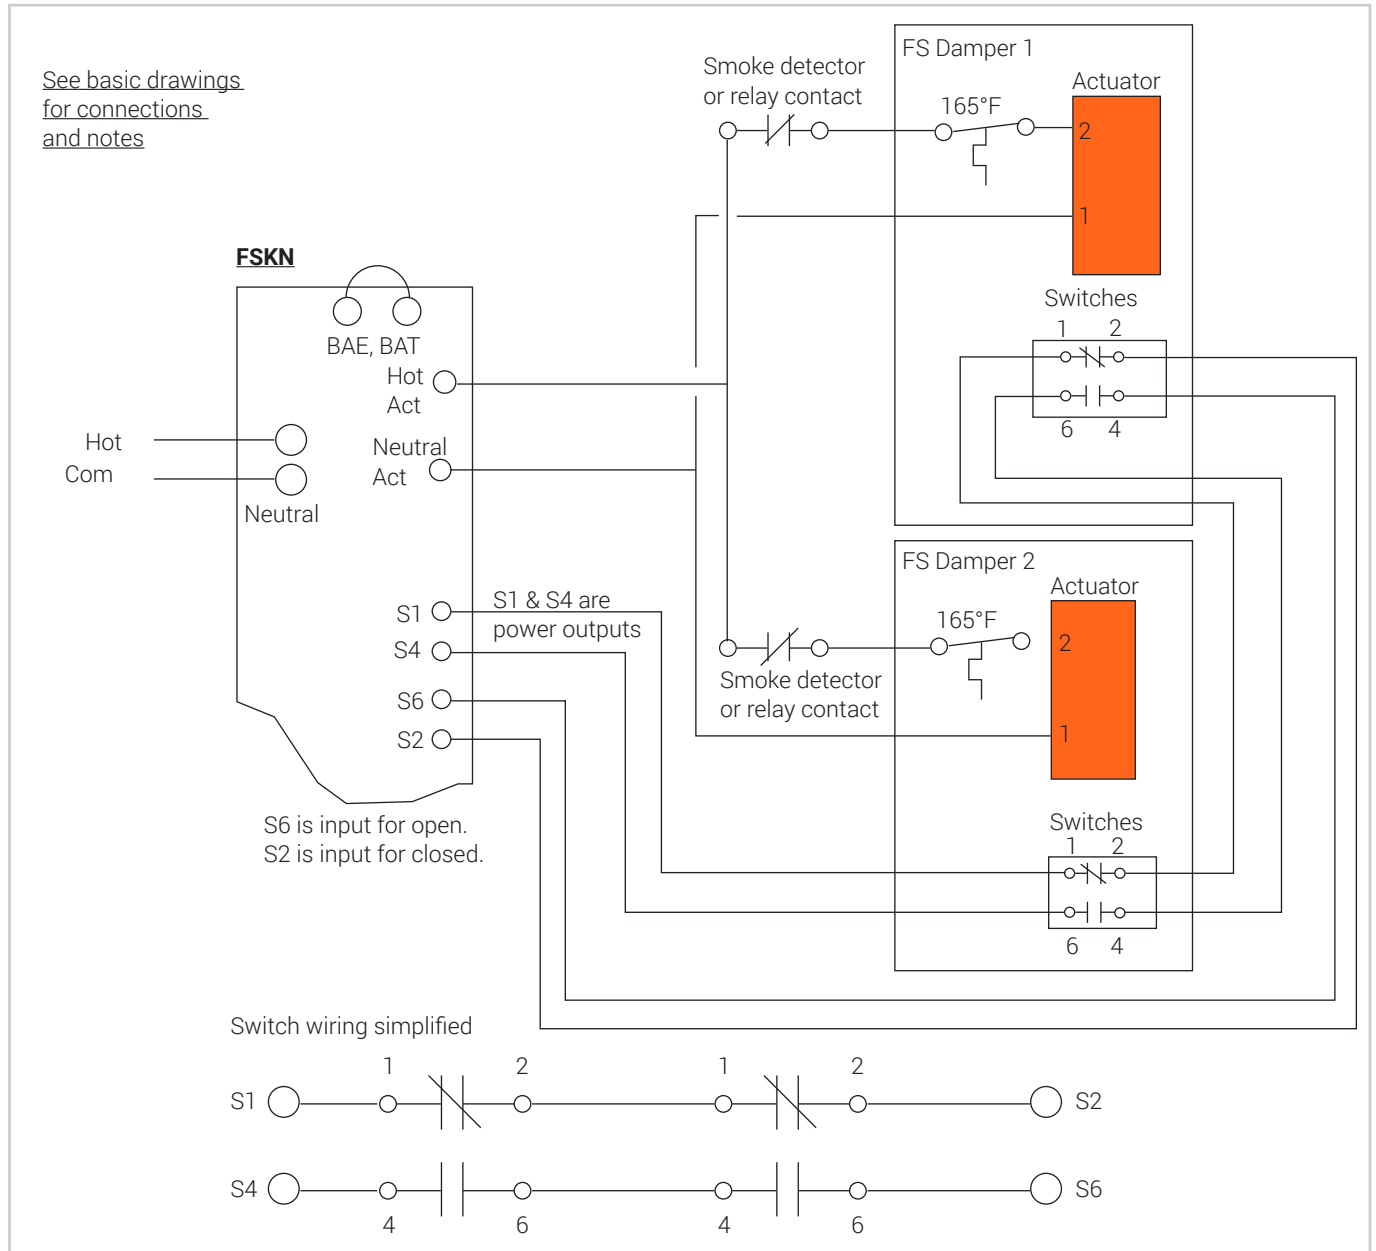 See basic drawings
for connections
and notes
Smoke detector
or relay contact
FS Damper 1
Actuator
165°F
2
1
Switches
1 2
6 4
FSKN
BAE, BAT
Hot
Act
Neutral
Act
Hot
Com
Neutral
S1
S4
S6
S2
S1 & S4 are
power outputs
S6 is input for open.
S2 is input for closed.
FS Damper 2
Actuator
165°F
2
1
Smoke detector
or relay contact
Switches
1 2
6 4
Switch wiring simplified
1 2 1 2
S1 S2
S4 S6
4 6 4 6